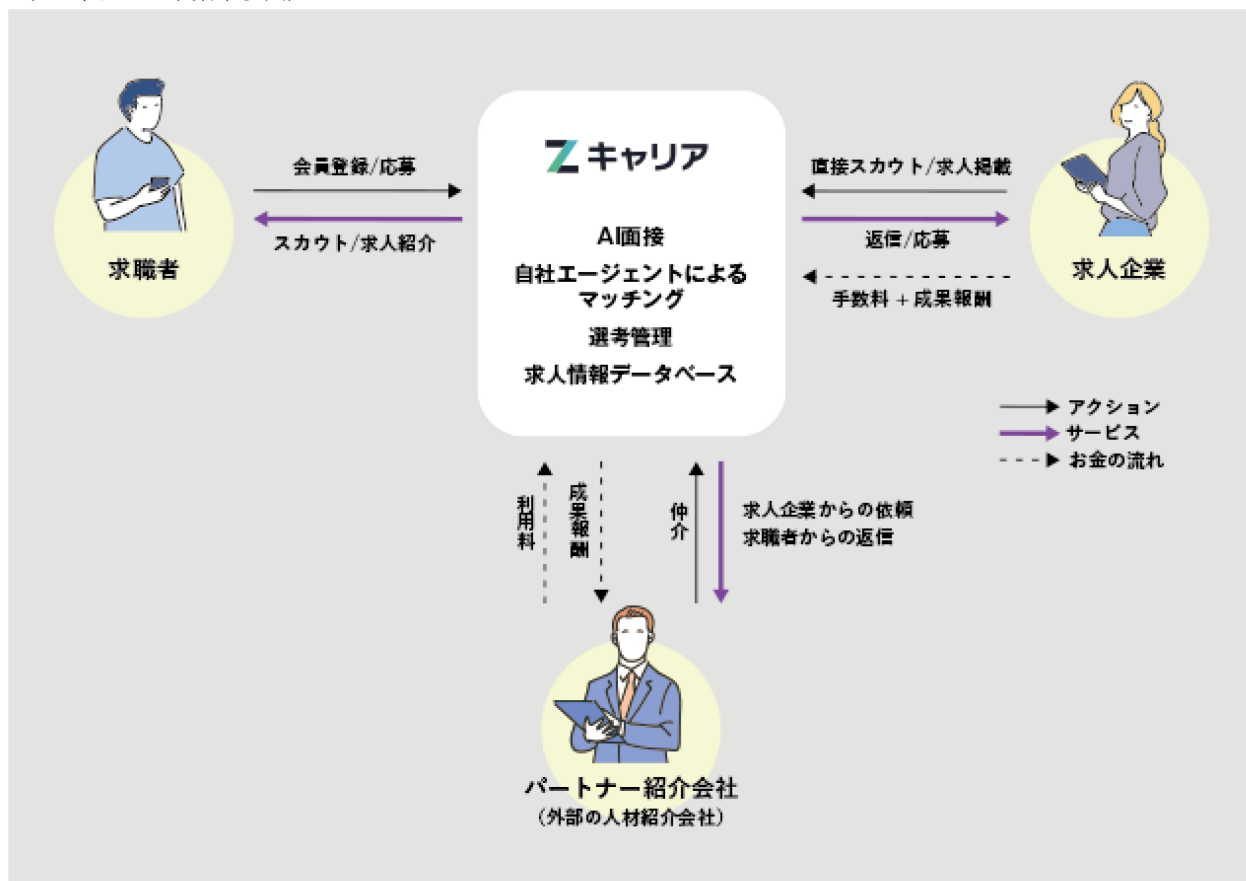 会員登録/応募
スカウト/求人紹介
求職者
Zキャリア
AI面接
自社エージェントによる
マッチング
選考管理
求人情報データベース
直接スカウト/求人掲載
返信/応募
手数料 + 成果報酬
求人企業
アクション
サービス
お金の流れ
利用料
成果報酬
仲介
求人企業からの依頼
求職者からの返信
パートナー紹介会社
(外部の人材紹介会社)